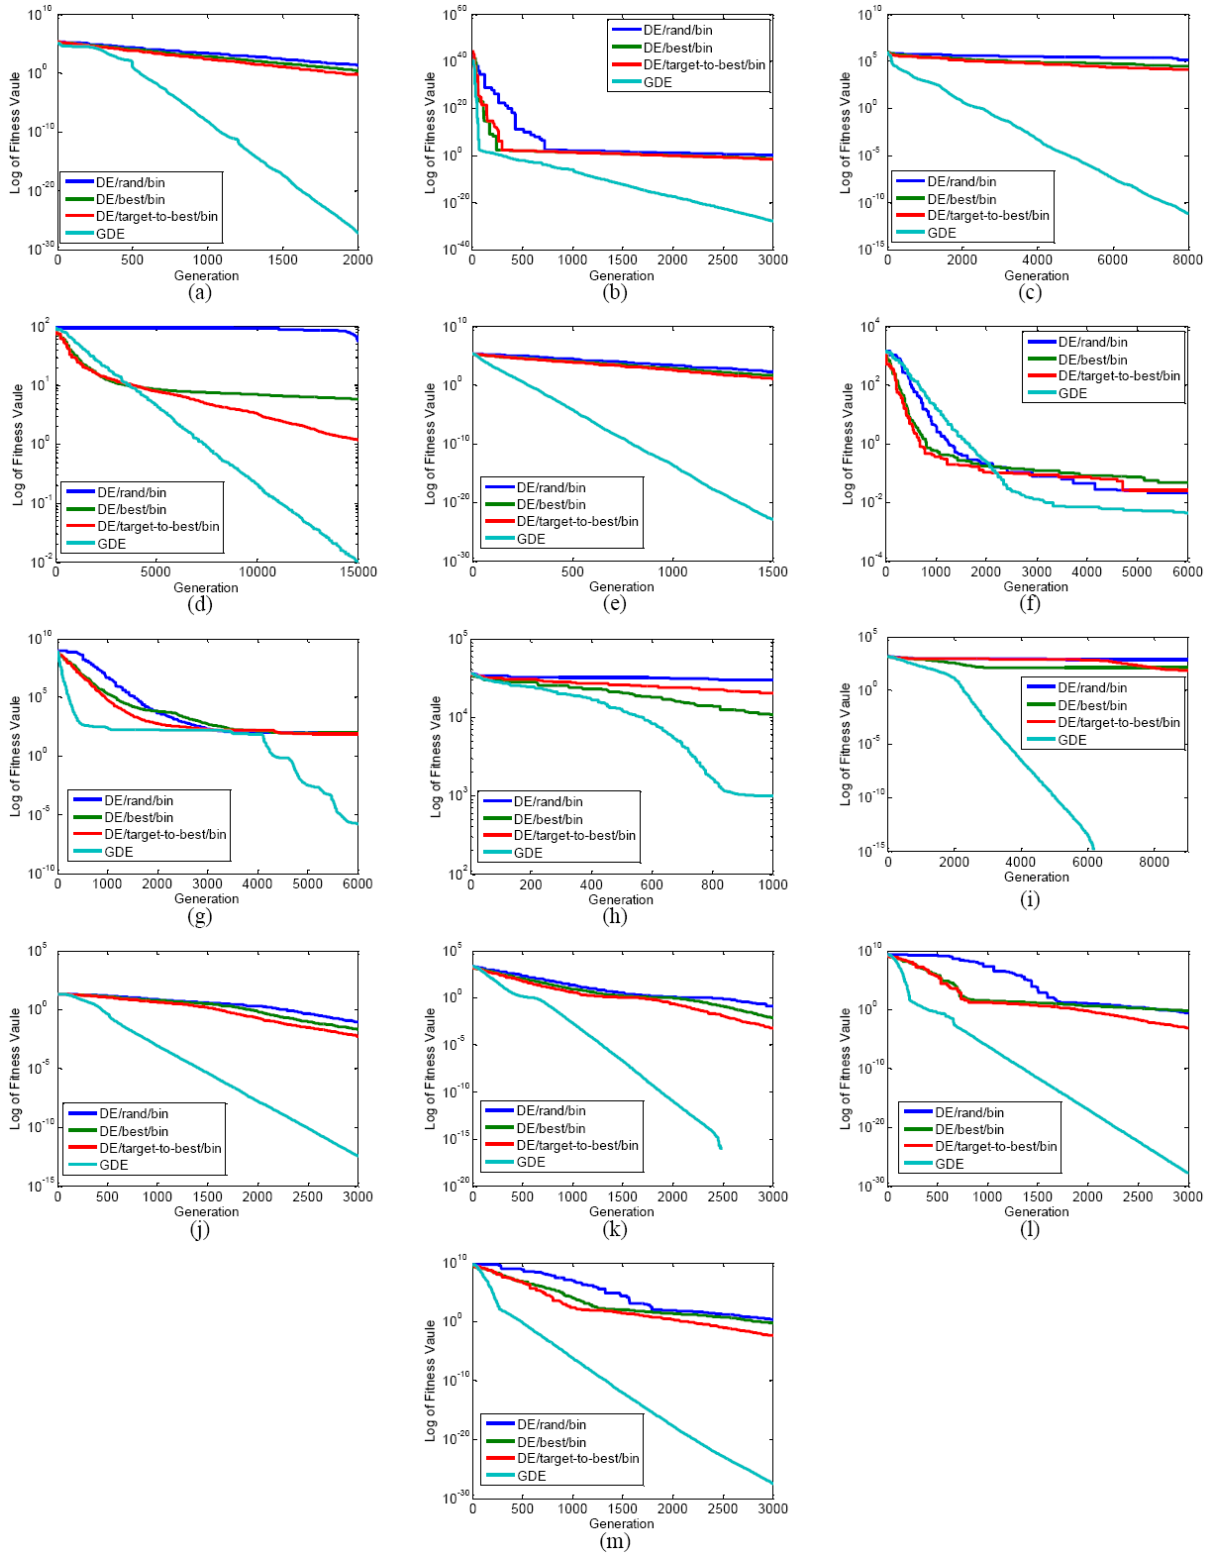 Log of Fitness Vaule
10^10
10^0
10^-10
10^-20
10^-30
DE/rand/bin
DE/best/bin
DE/target-to-best/bin
GDE
0 500 1000 1500 2000
Generation
(a)
Log of Fitness Vaule
10^60
10^40
10^20
10^0
10^-20
10^-40
DE/rand/bin
DE/best/bin
DE/target-to-best/bin
GDE
0 500 1000 1500 2000 2500 3000
Generation
(b)
Log of Fitness Vaule
10^10
10^5
10^0
10^-5
10^-10
10^-15
DE/rand/bin
DE/best/bin
DE/target-to-best/bin
GDE
0 2000 4000 6000 8000
Generation
(c)
Log of Fitness Vaule
10^2
10^1
10^0
10^-1
10^-2
DE/rand/bin
DE/best/bin
DE/target-to-best/bin
GDE
0 5000 10000 15000
Generation
(d)
Log of Fitness Vaule
10^10
10^0
10^-10
10^-20
10^-30
DE/rand/bin
DE/best/bin
DE/target-to-best/bin
GDE
0 500 1000 1500
Generation
(e)
Log of Fitness Vaule
10^4
10^2
10^0
10^-2
10^-4
DE/rand/bin
DE/best/bin
DE/target-to-best/bin
GDE
0 1000 2000 3000 4000 5000 6000
Generation
(f)
Log of Fitness Vaule
10^10
10^5
10^0
10^-5
10^-10
DE/rand/bin
DE/best/bin
DE/target-to-best/bin
GDE
0 1000 2000 3000 4000 5000 6000
Generation
(g)
Log of Fitness Vaule
10^5
10^4
10^3
10^2
DE/rand/bin
DE/best/bin
DE/target-to-best/bin
GDE
0 200 400 600 800 1000
Generation
(h)
Log of Fitness Vaule
10^5
10^0
10^-5
10^-10
10^-15
DE/rand/bin
DE/best/bin
DE/target-to-best/bin
GDE
0 2000 4000 6000 8000
Generation
(i)
Log of Fitness Vaule
10^5
10^0
10^-5
10^-10
10^-15
DE/rand/bin
DE/best/bin
DE/target-to-best/bin
GDE
0 500 1000 1500 2000 2500 3000
Generation
(j)
Log of Fitness Vaule
10^5
10^0
10^-5
10^-10
10^-15
10^-20
DE/rand/bin
DE/best/bin
DE/target-to-best/bin
GDE
0 500 1000 1500 2000 2500 3000
Generation
(k)
Log of Fitness Vaule
10^10
10^0
10^-10
10^-20
10^-30
DE/rand/bin
DE/best/bin
DE/target-to-best/bin
GDE
0 500 1000 1500 2000 2500 3000
Generation
(l)
Log of Fitness Vaule
10^10
10^0
10^-10
10^-20
10^-30
DE/rand/bin
DE/best/bin
DE/target-to-best/bin
GDE
0 500 1000 1500 2000 2500 3000
Generation
(m)